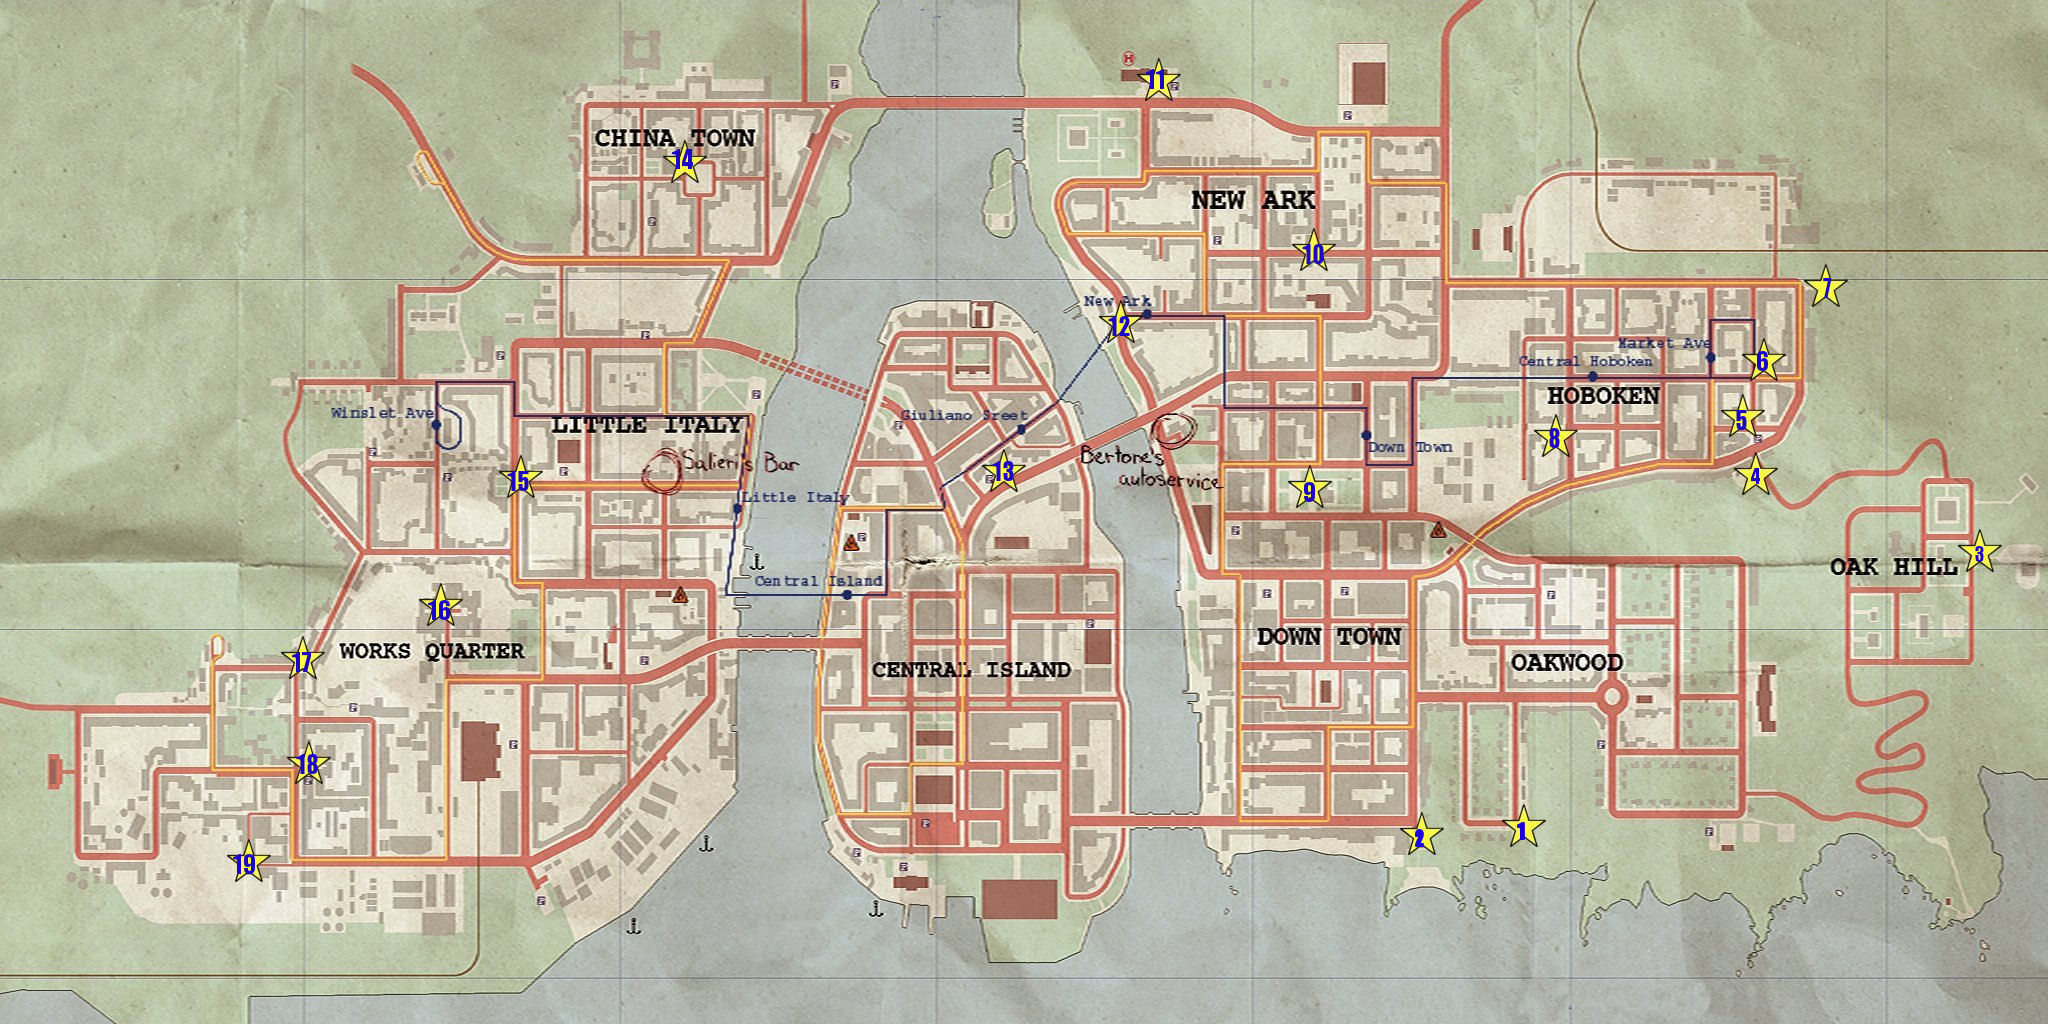 H
11
CHINA TOWN
14
NEW ARK
10
7
New Ark
12
Market Ave
Central Hoboken
6
HOBOKEN
Winslet Ave
Giuliano Sreet
LITTLE ITALY
5
8
Down Town
Salieri's Bar
Bertone's
autoservice
13
4
15
9
Little Italy
3
OAK HILL
Central Island
16
DOWN TOWN
WORKS QUARTER
17
OAKWOOD
CENTRAL ISLAND
18
2
1
19